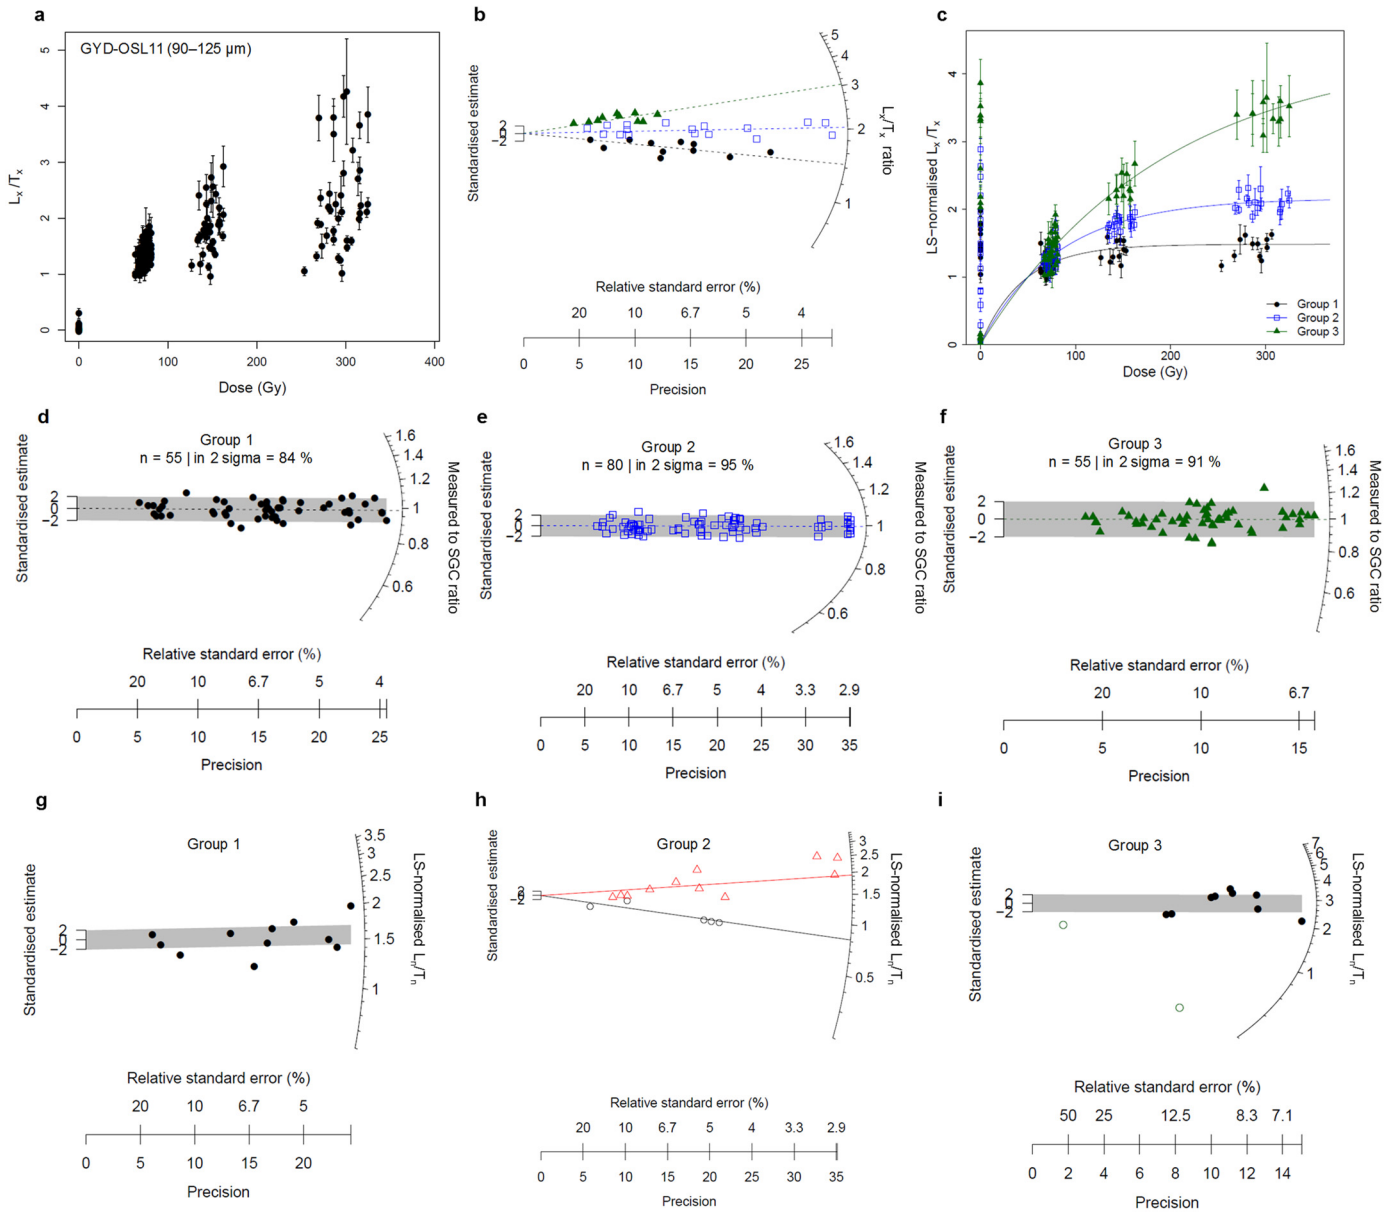 a
GYD-OSL11 (90–125 µm)
5
4
3
2
1
0
Lx/Tx
0 100 200 300 400
Dose (Gy)
b
Standardised estimate
2
0
−2
5
4
3
2
1
Lx/Tx ratio
Relative standard error (%)
20 10 6.7 5 4
0 5 10 15 20 25
Precision
c
LS−normalised Lx/Tx
4
3
2
1
0
Group 1
Group 2
Group 3
0 100 200 300
Dose (Gy)
d
Group 1
n = 55 | in 2 sigma = 84 %
Standardised estimate
2
0
−2
1.6
1.4
1.2
1
0.8
0.6
Measured to SGC ratio
Relative standard error (%)
20 10 6.7 5 4
0 5 10 15 20 25
Precision
e
Group 2
n = 80 | in 2 sigma = 95 %
Standardised estimate
2
0
−2
1.6
1.4
1.2
1
0.8
0.6
Measured to SGC ratio
Relative standard error (%)
20 10 6.7 5 4 3.3 2.9
0 5 10 15 20 25 30 35
Precision
f
Group 3
n = 55 | in 2 sigma = 91 %
Standardised estimate
2
0
−2
1.6
1.4
1.2
1
0.8
0.6
Measured to SGC ratio
Relative standard error (%)
20 10 6.7
0 5 10 15
Precision
g
Group 1
Standardised estimate
2
0
−2
3.5
3
2.5
2
1.5
1
LS-normalised Ln/Tn
Relative standard error (%)
20 10 6.7 5
0 5 10 15 20
Precision
h
Group 2
Standardised estimate
2
0
−2
3
2.5
2
1.5
1
0.5
LS-normalised Ln/Tn
Relative standard error (%)
20 10 6.7 5 4 3.3 2.9
0 5 10 15 20 25 30 35
Precision
i
Group 3
Standardised estimate
2
0
−2
7
6
5
4
3
2
1
LS-normalised Ln/Tn
Relative standard error (%)
50 25 12.5 8.3 7.1
0 2 4 6 8 10 12 14
Precision